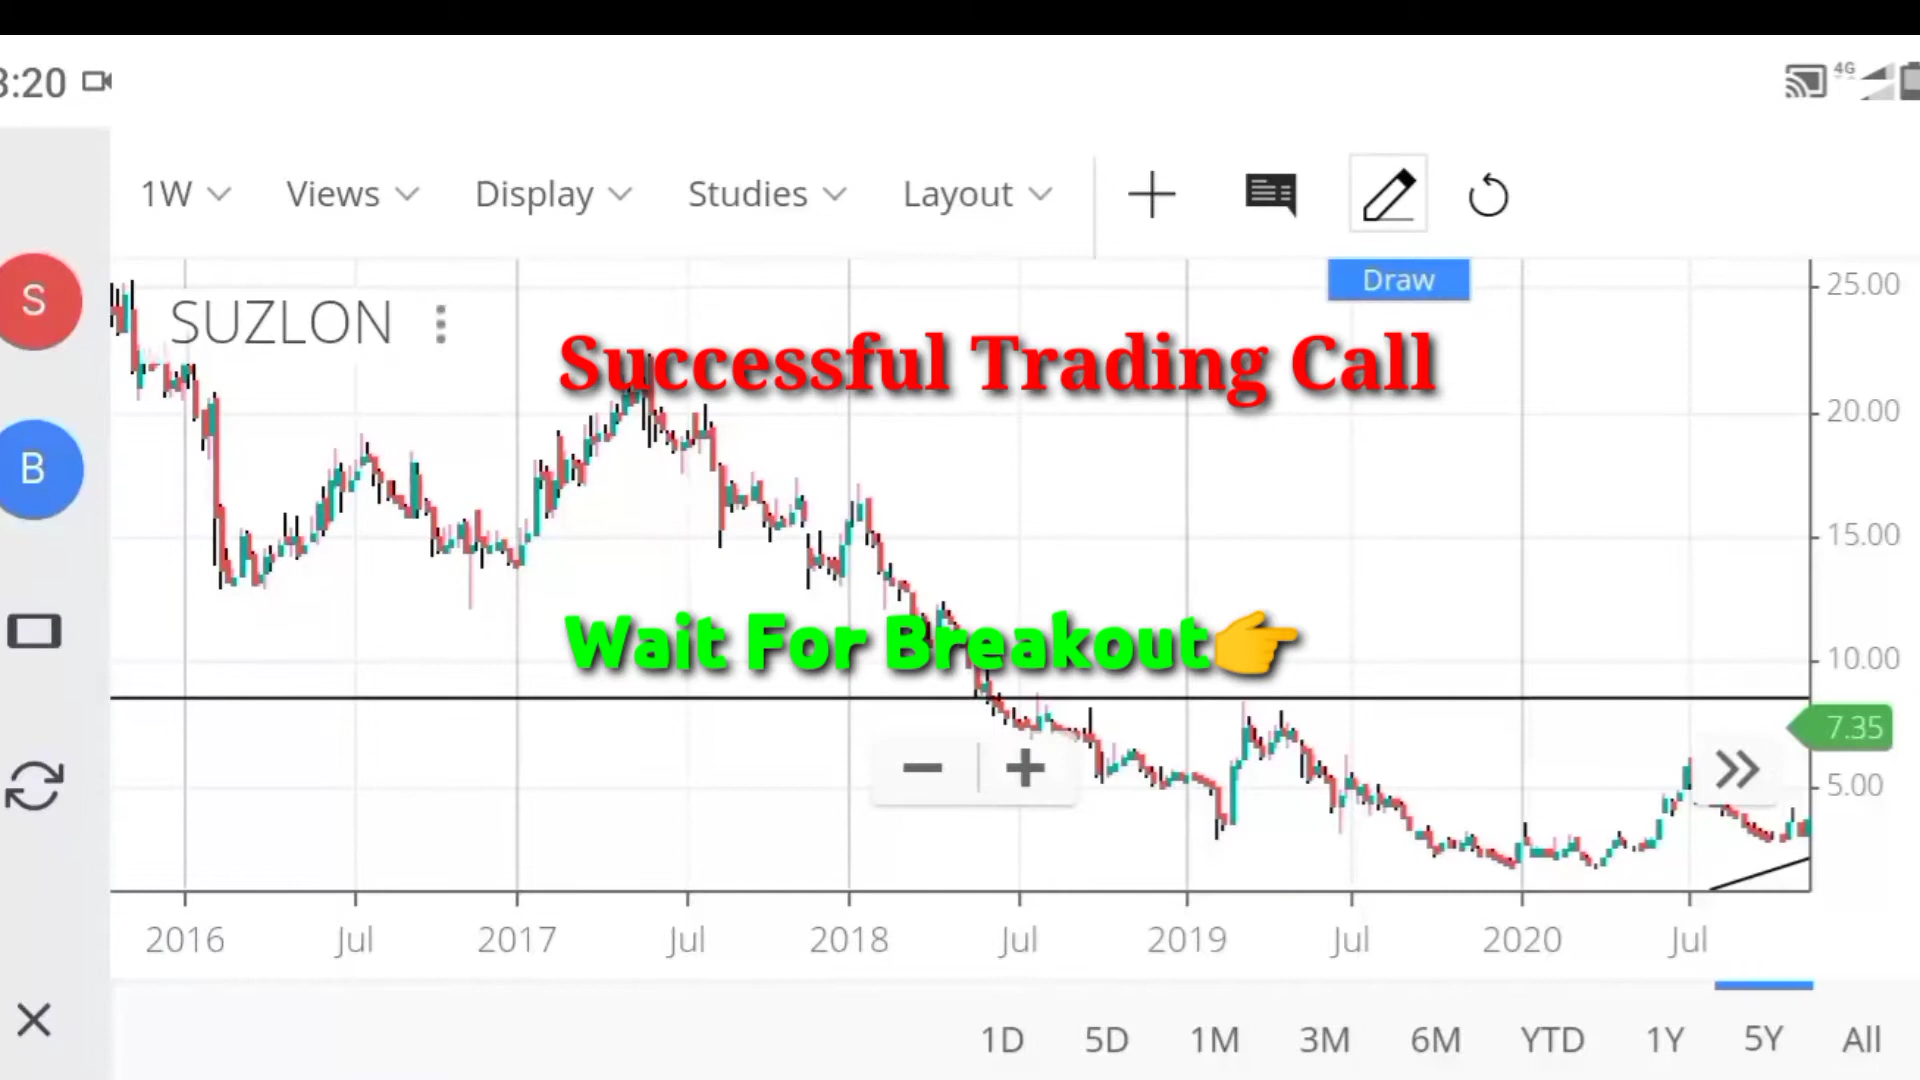 3:20
4G
1W Views Display Studies Layout
S
Draw
25.00
SUZLON
Successful Trading Call
20.00
B
15.00
Wait For Breakout👉
10.00
7.35
5.00
2016 Jul 2017 Jul 2018 Jul 2019 Jul 2020 Jul
1D 5D 1M 3M 6M YTD 1Y 5Y All